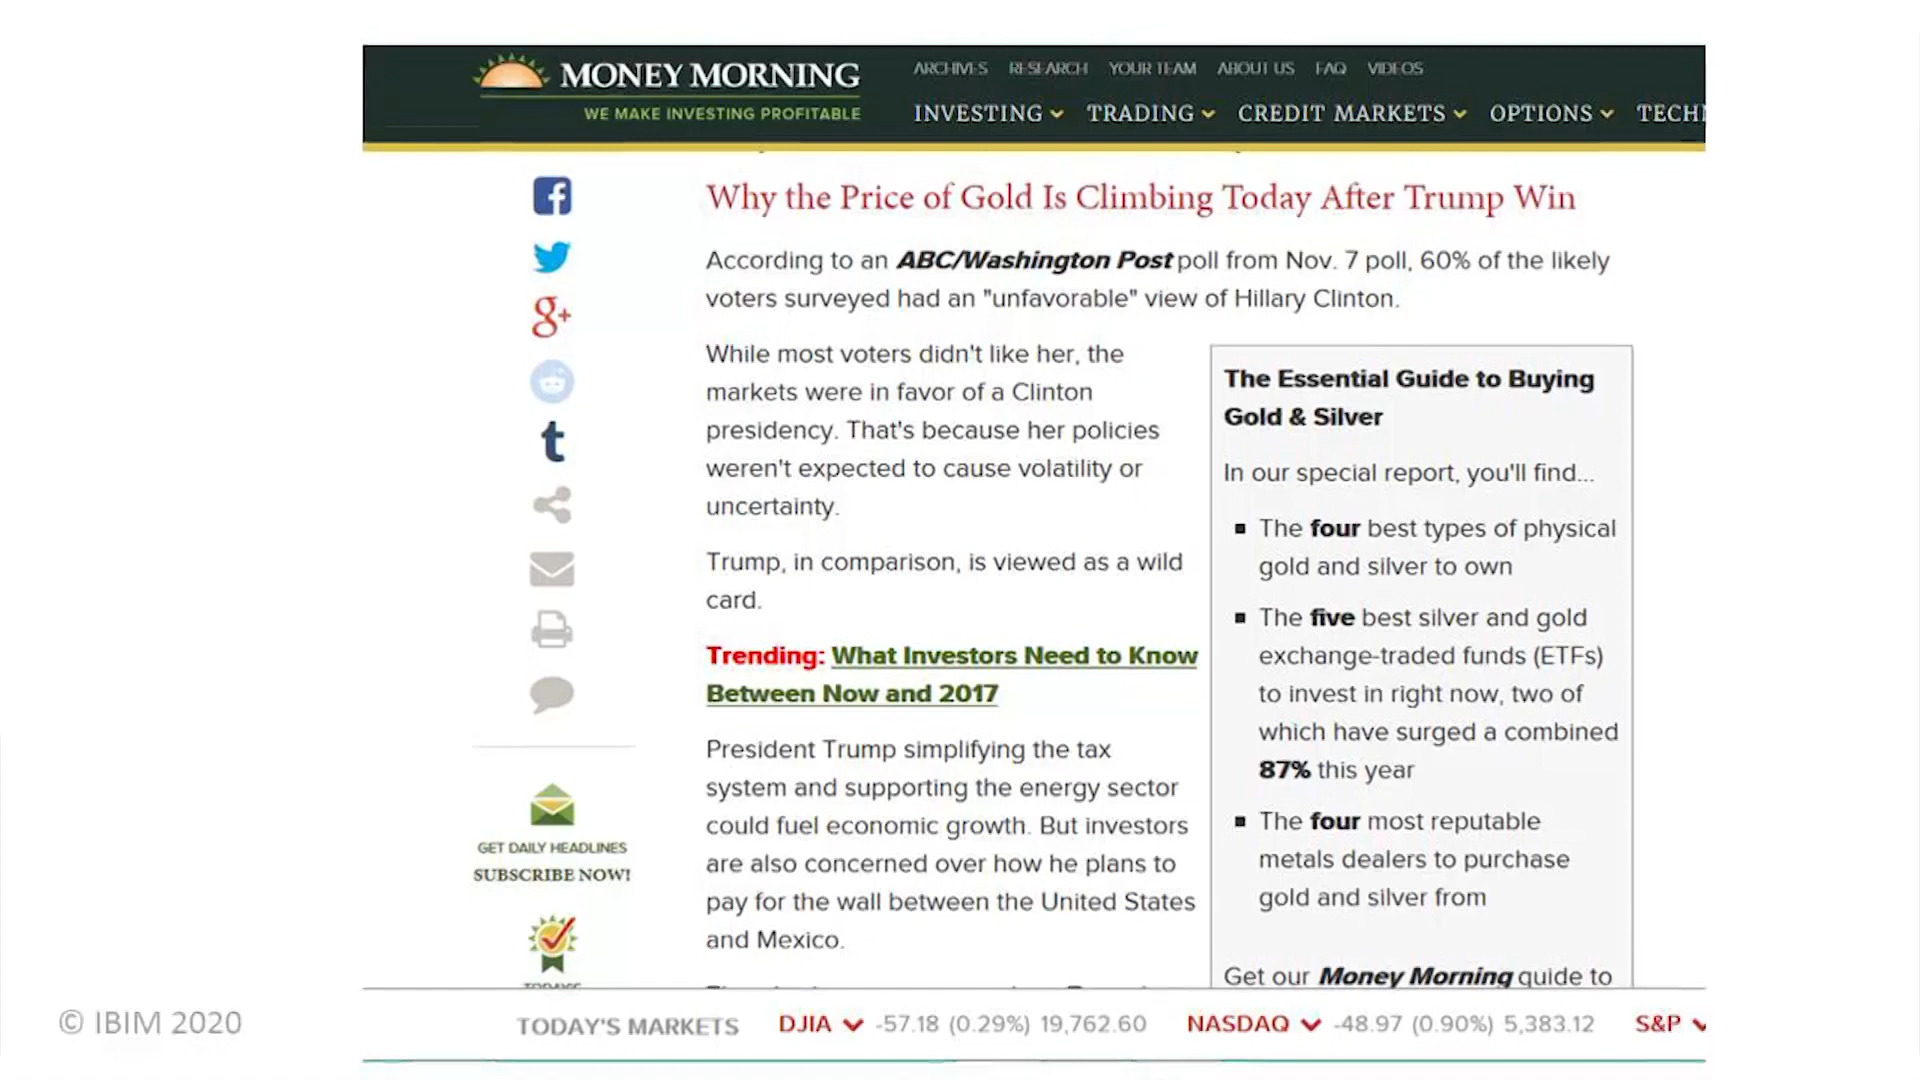 MONEY MORNING
WE MAKE INVESTING PROFITABLE
ARCHIVES RESEARCH YOUR TEAM ABOUT US FAQ VIDEOS
INVESTING TRADING CREDIT MARKETS OPTIONS TECH
Why the Price of Gold Is Climbing Today After Trump Win
According to an ABC/Washington Post poll from Nov. 7 poll, 60% of the likely
voters surveyed had an "unfavorable" view of Hillary Clinton.
While most voters didn't like her, the
markets were in favor of a Clinton
presidency. That's because her policies
weren't expected to cause volatility or
uncertainty.
Trump, in comparison, is viewed as a wild
card.
Trending: What Investors Need to Know
Between Now and 2017
President Trump simplifying the tax
system and supporting the energy sector
could fuel economic growth. But investors
are also concerned over how he plans to
pay for the wall between the United States
and Mexico.
The Essential Guide to Buying
Gold & Silver
In our special report, you'll find...
The four best types of physical
gold and silver to own
The five best silver and gold
exchange-traded funds (ETFs)
to invest in right now, two of
which have surged a combined
87% this year
The four most reputable
metals dealers to purchase
gold and silver from
Get our Money Morning guide to
GET DAILY HEADLINES
SUBSCRIBE NOW!
TODAY'S MARKETS DJIA -57.18 (0.29%) 19,762.60 NASDAQ -48.97 (0.90%) 5,383.12 S&P
© IBIM 2020